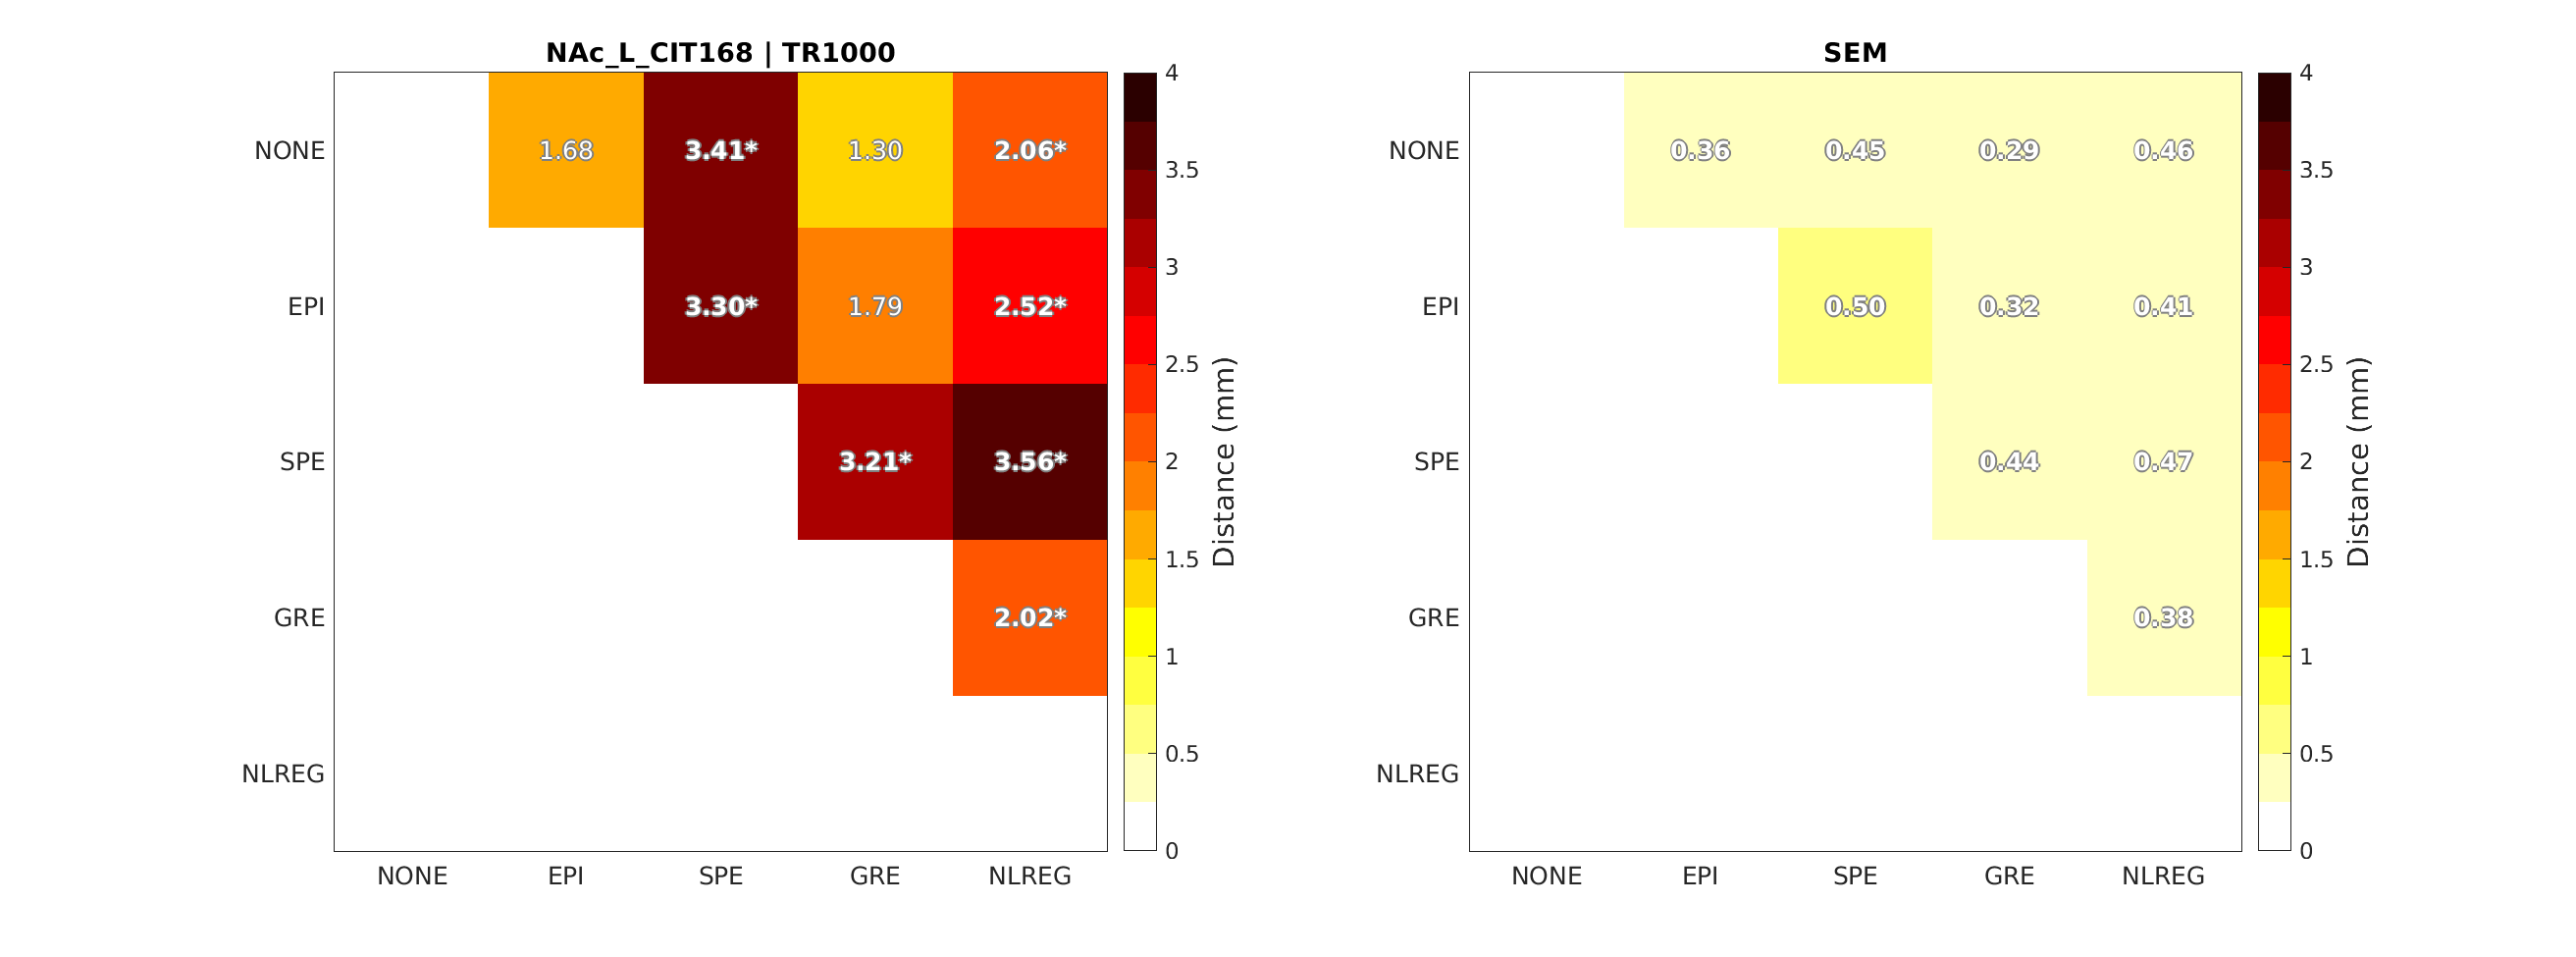 NAc_L_CIT168 | TR1000
NONE 1.68 3.41* 1.30 2.06*
EPI 3.30* 1.79 2.52*
SPE 3.21* 3.56*
GRE 2.02*
NLREG
NONE EPI SPE GRE NLREG
4
3.5
3
2.5
2
1.5
1
0.5
0
Distance (mm)
SEM
NONE 0.36 0.45 0.29 0.46
EPI 0.50 0.32 0.41
SPE 0.44 0.47
GRE 0.38
NLREG
NONE EPI SPE GRE NLREG
4
3.5
3
2.5
2
1.5
1
0.5
0
Distance (mm)